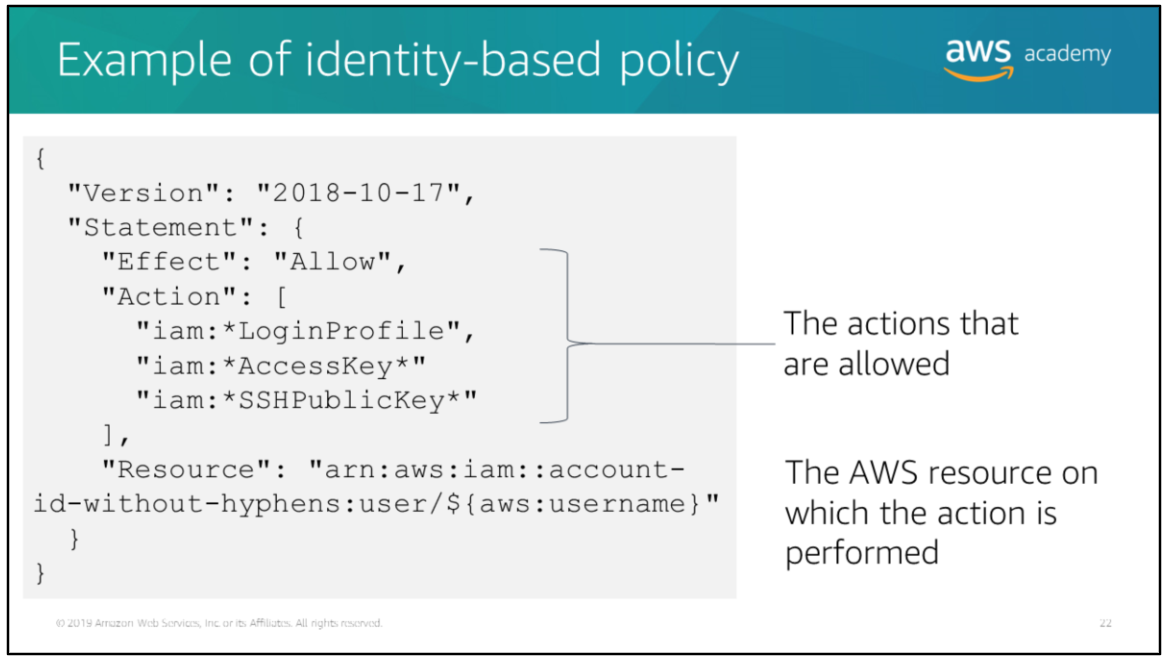 Example of identity-based policy
aws academy
{
"Version": "2018-10-17",
"Statement": {
"Effect": "Allow",
"Action": [
"iam:*LoginProfile",
"iam:*AccessKey*"
"iam:*SSHPublicKey*"
],
"Resource": "arn:aws:iam::account-
id-without-hyphens:user/${aws:username}"
}
}
The actions that
are allowed
The AWS resource on
which the action is
performed
© 2019 Amazon Web Services, Inc. or its Affiliates. All rights reserved.
22